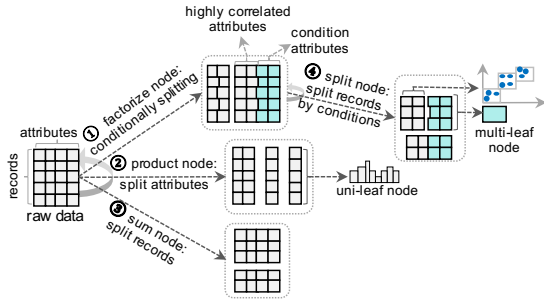 highly correlated
attributes
condition
attributes
① factorize node:
conditionally splitting
④ split node:
split records
by conditions
multi-leaf
node
attributes
records
raw data
② product node:
split attributes
uni-leaf node
③ sum node:
split records